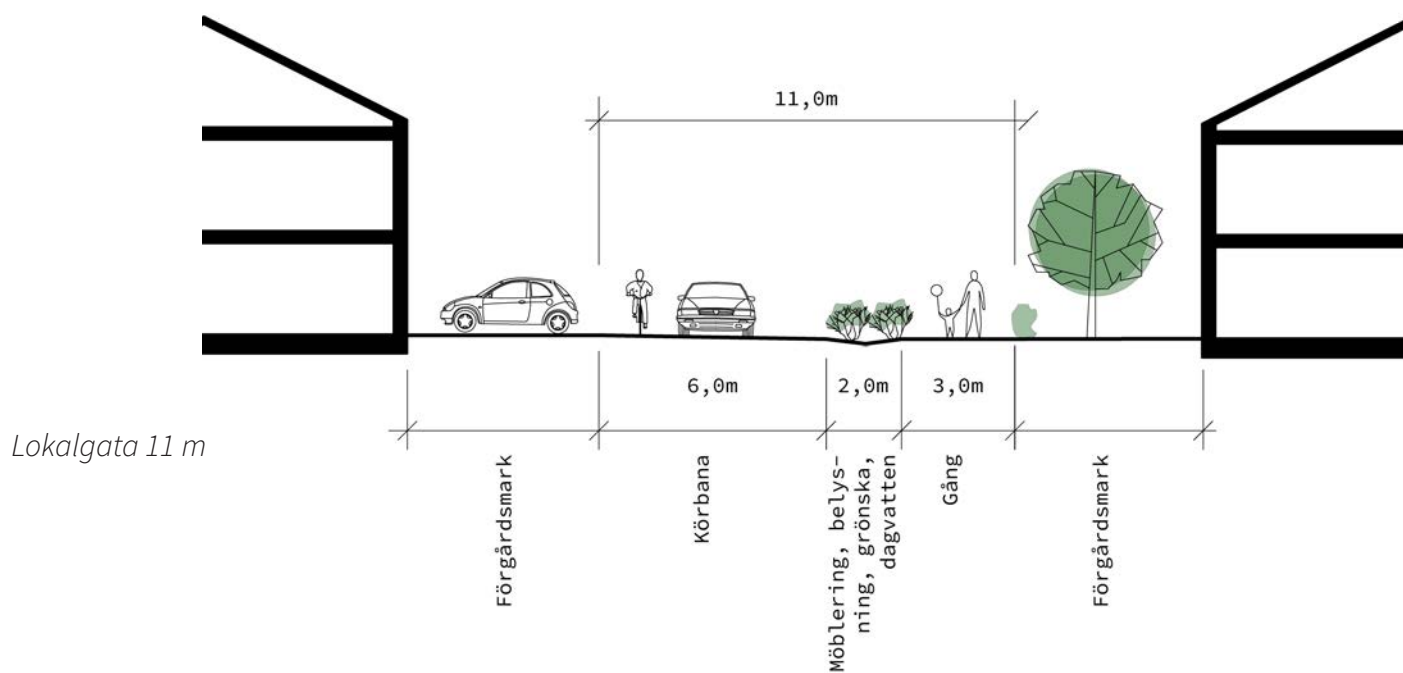 11,0m
6,0m
2,0m
3,0m
Lokalgata 11 m
Förgårdsmark
Körbana
Möblering, belys-
ning, grönska,
dagvatten
Gång
Förgårdsmark